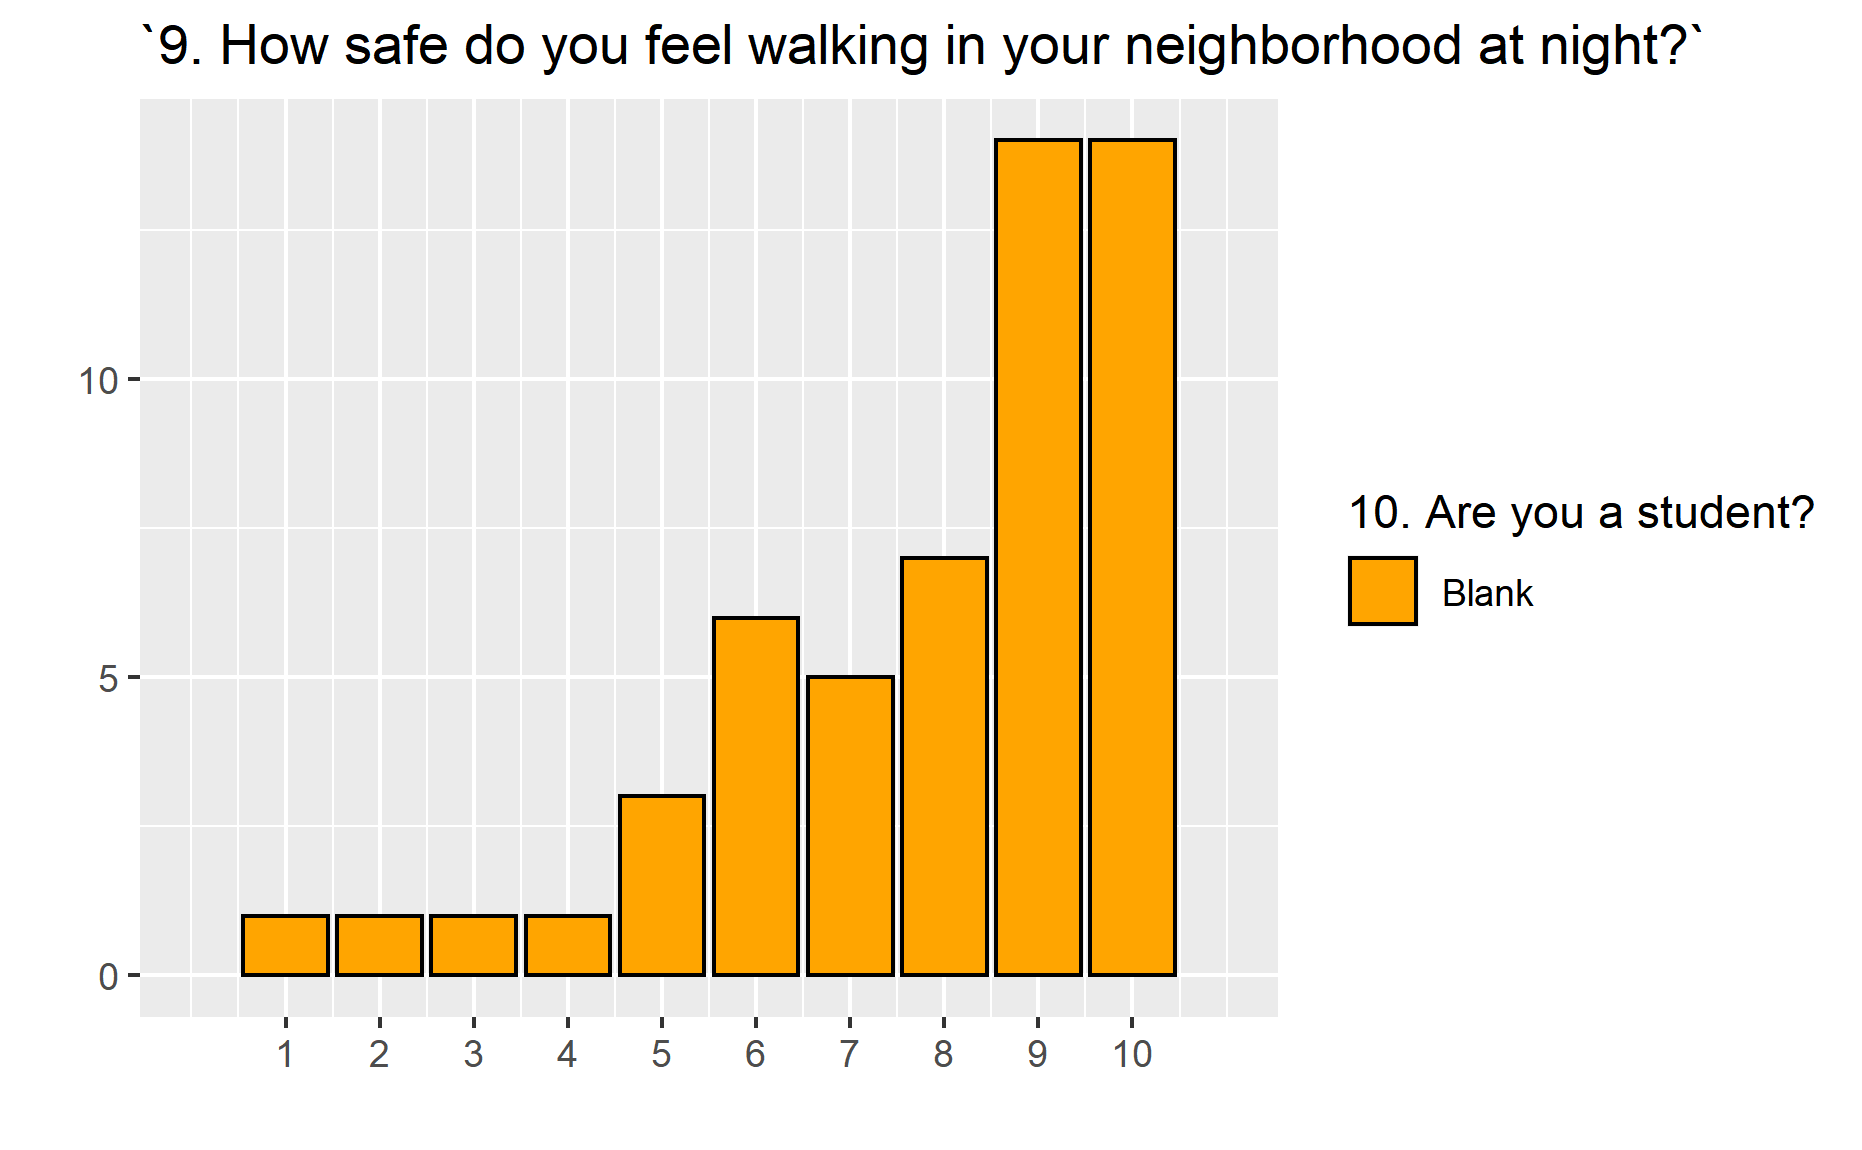 `9. How safe do you feel walking in your neighborhood at night?`
10
5
0
1 2 3 4 5 6 7 8 9 10
10. Are you a student?
Blank